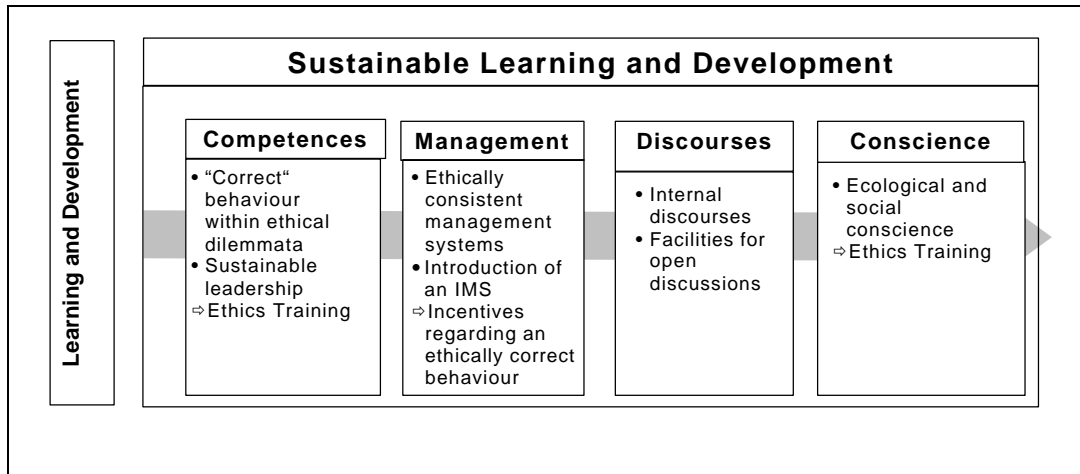 Learning and Development
Sustainable Learning and Development
Competences
• “Correct“
behaviour
within ethical
dilemmata
• Sustainable
leadership
⇨ Ethics Training
Management
• Ethically
consistent
management
systems
• Introduction of
an IMS
⇨ Incentives
regarding an
ethically correct
behaviour
Discourses
• Internal
discourses
• Facilities for
open
discussions
Conscience
• Ecological and
social
conscience
⇨ Ethics Training